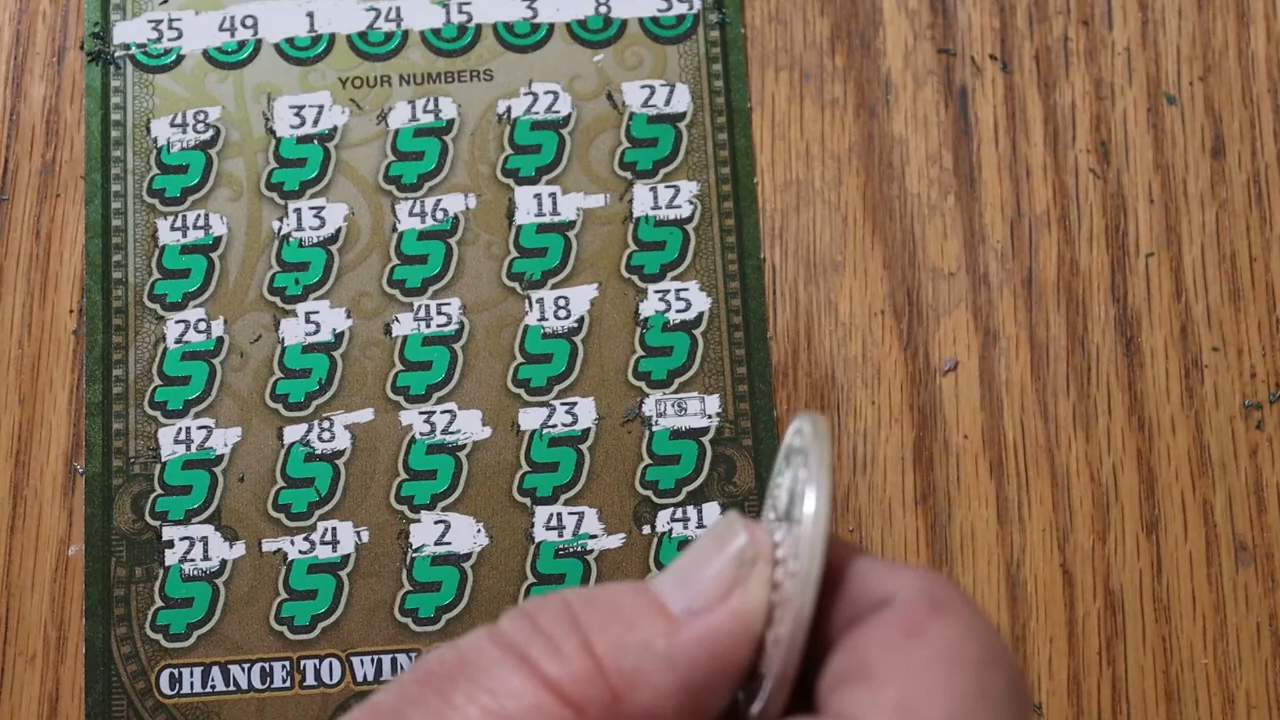 35 49 1 24 15 3 8 39
YOUR NUMBERS
48 37 14 22 27
44 13 46 11 12
29 5 45 18 35
42 28 32 23
21 34 2 47 41
CHANCE TO WIN